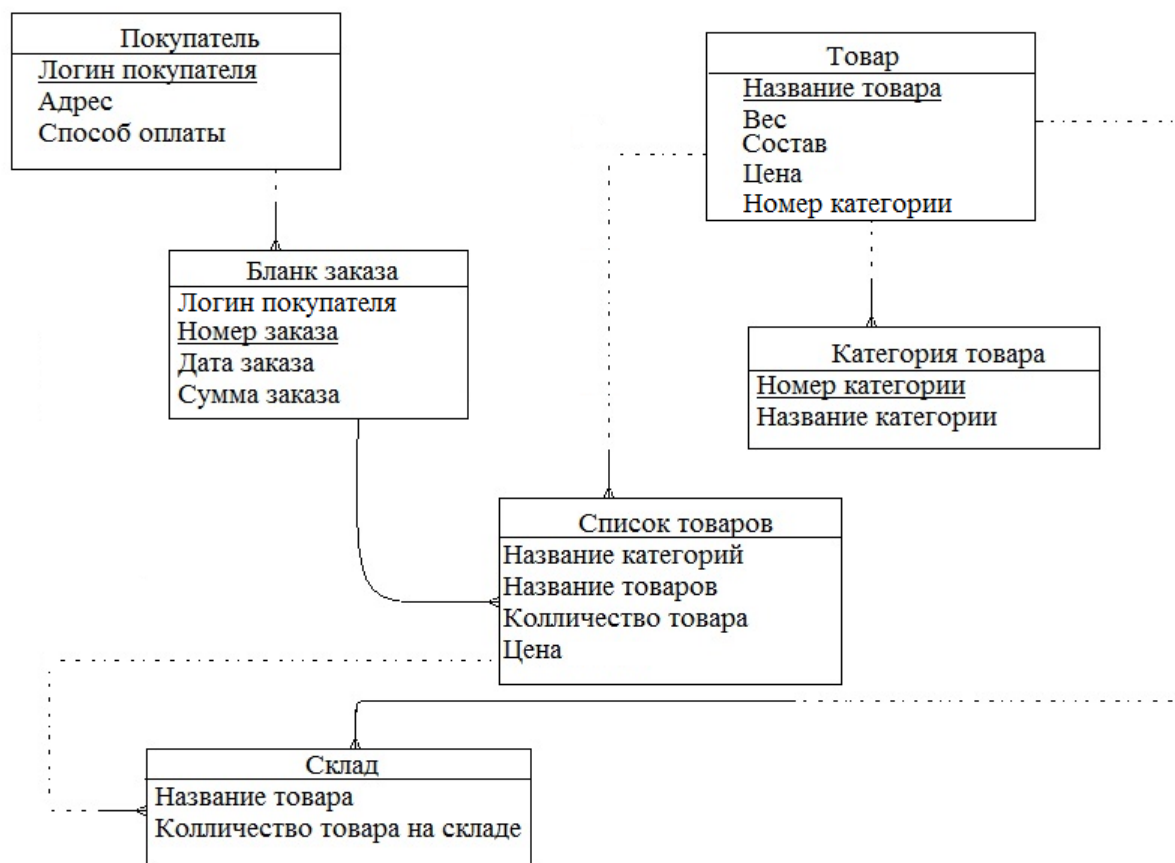 Покупатель
Логин покупателя
Адрес
Способ оплаты
Товар
Название товара
Вес
Состав
Цена
Номер категории
Бланк заказа
Логин покупателя
Номер заказа
Дата заказа
Сумма заказа
Категория товара
Номер категории
Название категории
Список товаров
Название категорий
Название товаров
Колличество товара
Цена
Склад
Название товара
Колличество товара на складе